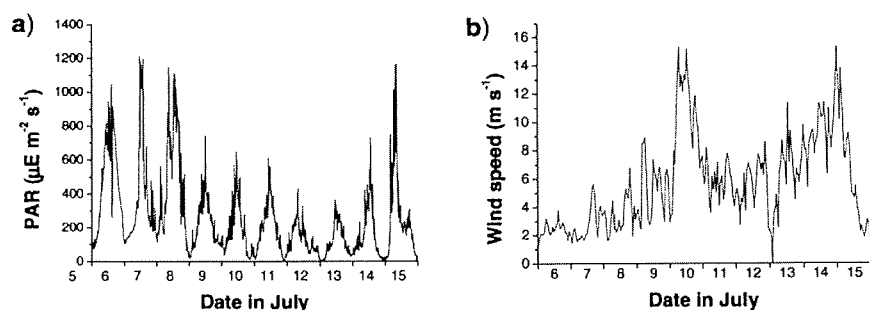 a)
1400
1200
1000
800
600
400
200
0
PAR (μE m⁻² s⁻¹)
5 6 7 8 9 10 11 12 13 14 15
Date in July
b)
16
14
12
10
8
6
4
2
0
Wind speed (m s⁻¹)
6 7 8 9 10 11 12 13 14 15
Date in July